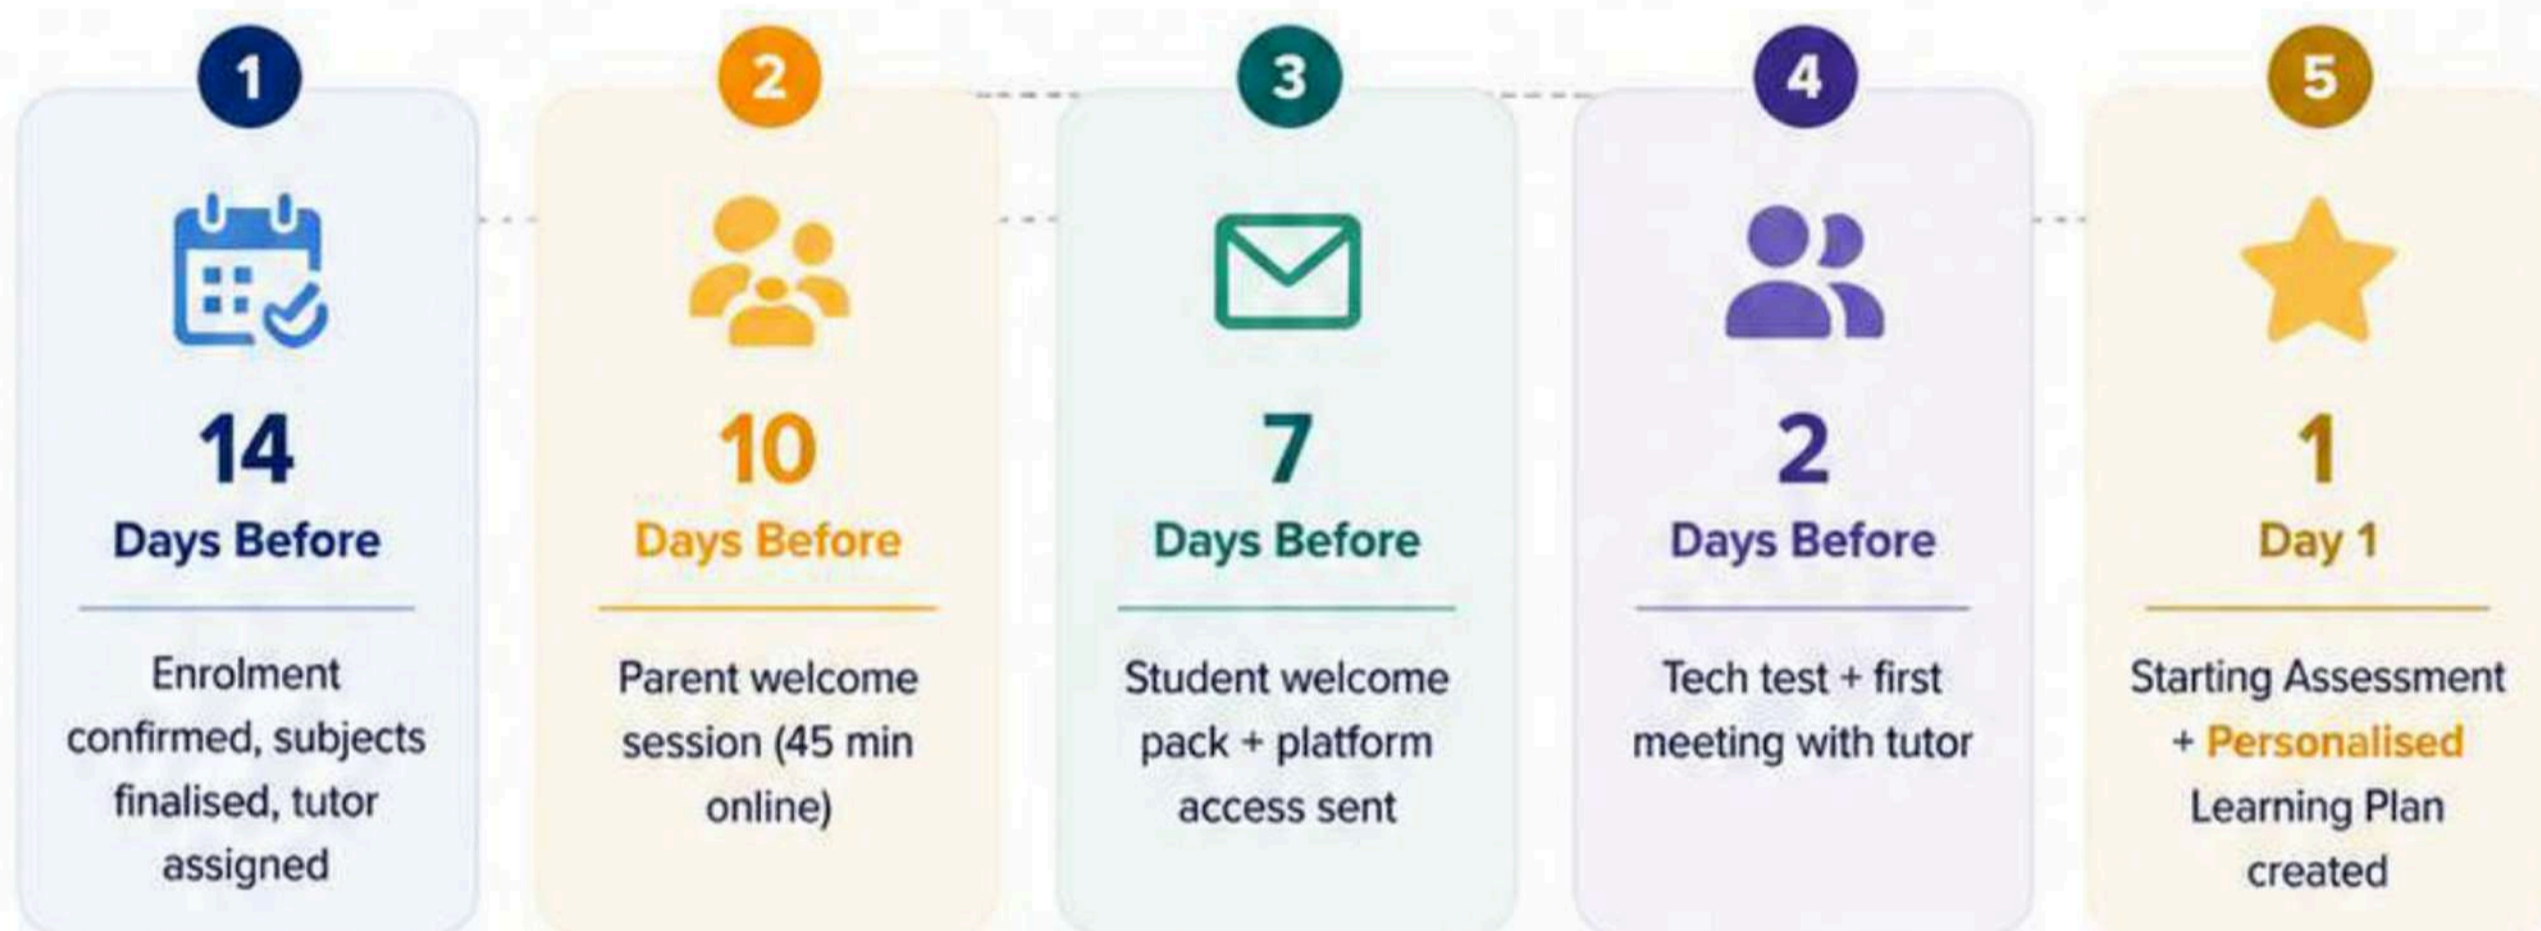 1
14
Days Before
Enrolment
confirmed, subjects
finalised, tutor
assigned
2
10
Days Before
Parent welcome
session (45 min
online)
3
7
Days Before
Student welcome
pack + platform
access sent
4
2
Days Before
Tech test + first
meeting with tutor
5
1
Day 1
Starting Assessment
+ Personalised
Learning Plan
created